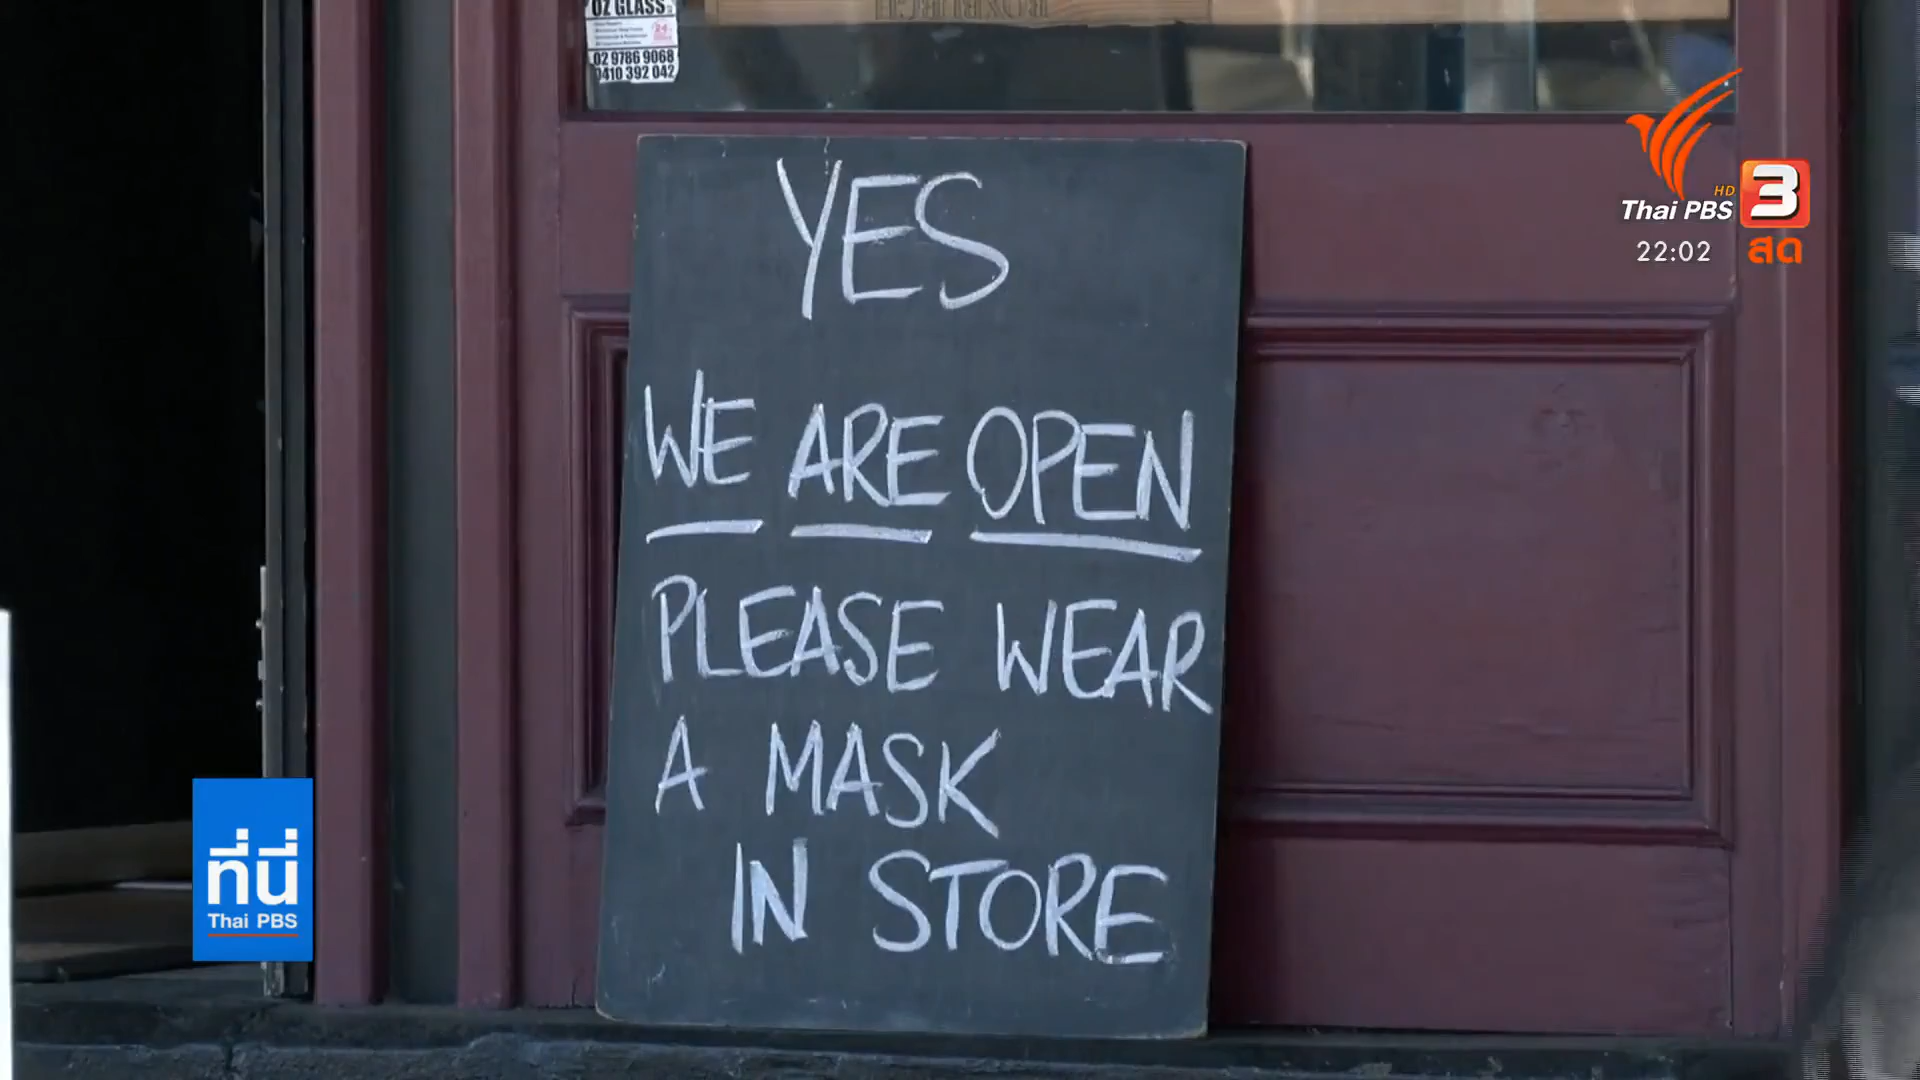 OZ GLASS
24
02 9786 9068
0410 392 042
YES
WE ARE OPEN
PLEASE WEAR
A MASK
IN STORE
HD
Thai PBS 3
22:02 สด
ที่นี่
Thai PBS